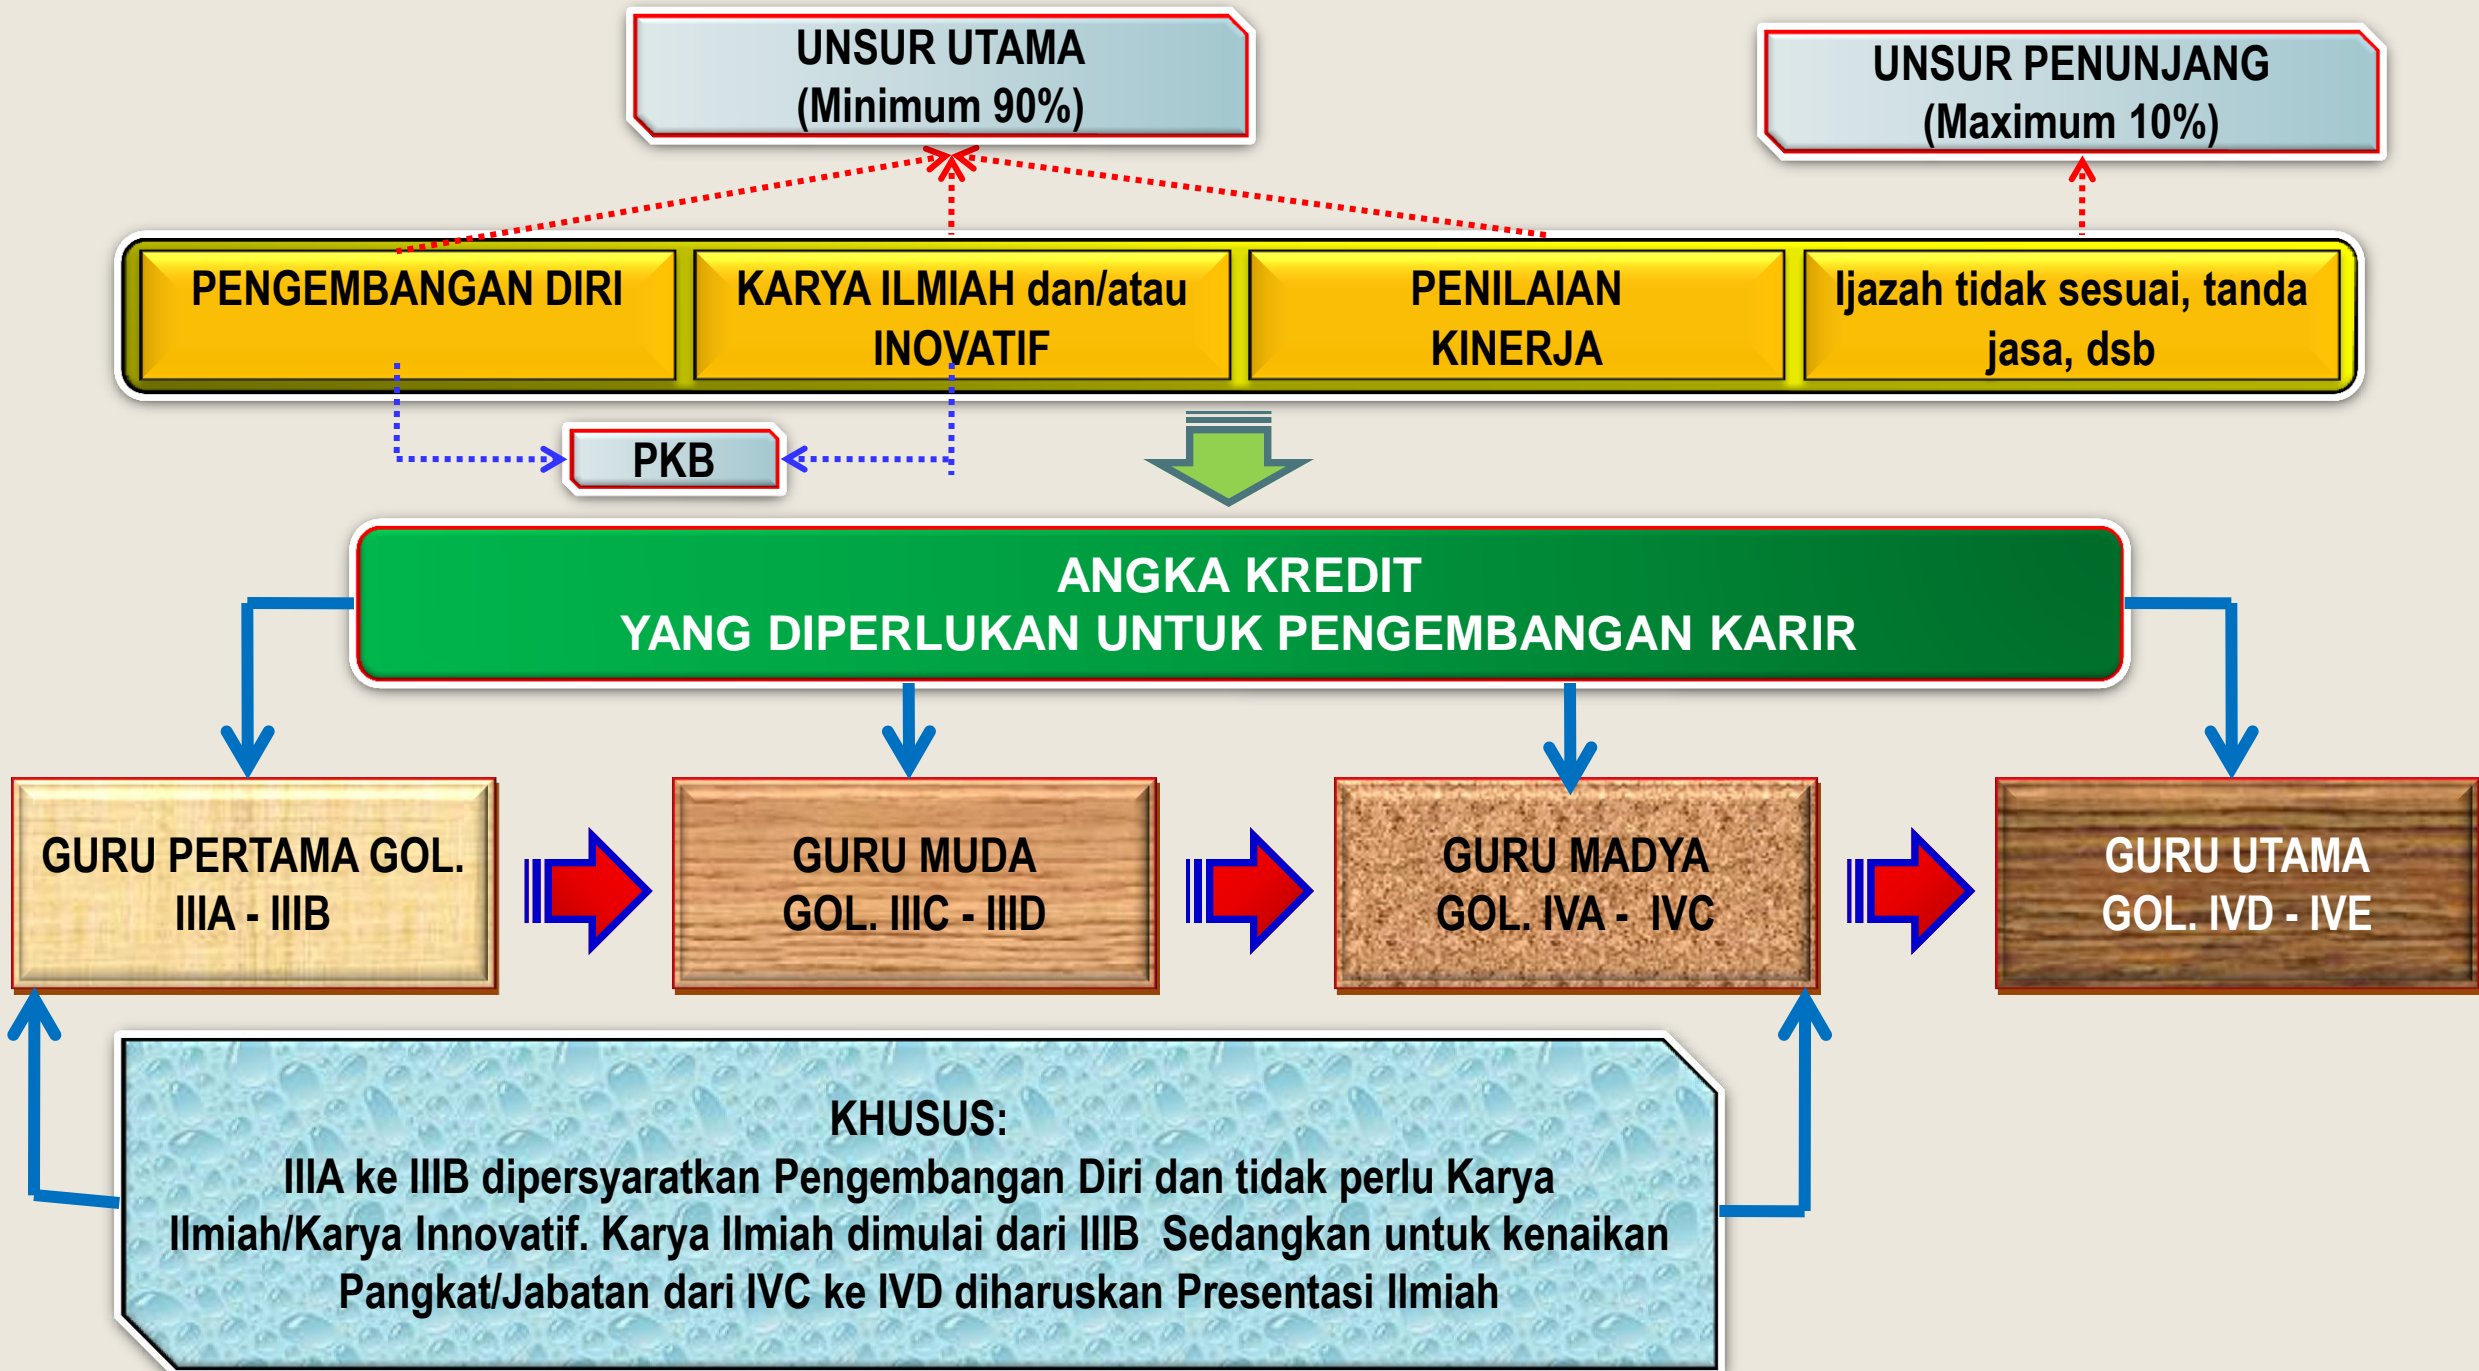 UNSUR UTAMA
(Minimum 90%)
UNSUR PENUNJANG
(Maximum 10%)
PENGEMBANGAN DIRI
KARYA ILMIAH dan/atau
INOVATIF
PENILAIAN
KINERJA
Ijazah tidak sesuai, tanda
jasa, dsb
PKB
ANGKA KREDIT
YANG DIPERLUKAN UNTUK PENGEMBANGAN KARIR
GURU PERTAMA GOL.
IIIA - IIIB
GURU MUDA
GOL. IIIC - IIID
GURU MADYA
GOL. IVA - IVC
GURU UTAMA
GOL. IVD - IVE
KHUSUS:
IIIA ke IIIB dipersyaratkan Pengembangan Diri dan tidak perlu Karya
Ilmiah/Karya Innovatif. Karya Ilmiah dimulai dari IIIB Sedangkan untuk kenaikan
Pangkat/Jabatan dari IVC ke IVD diharuskan Presentasi Ilmiah